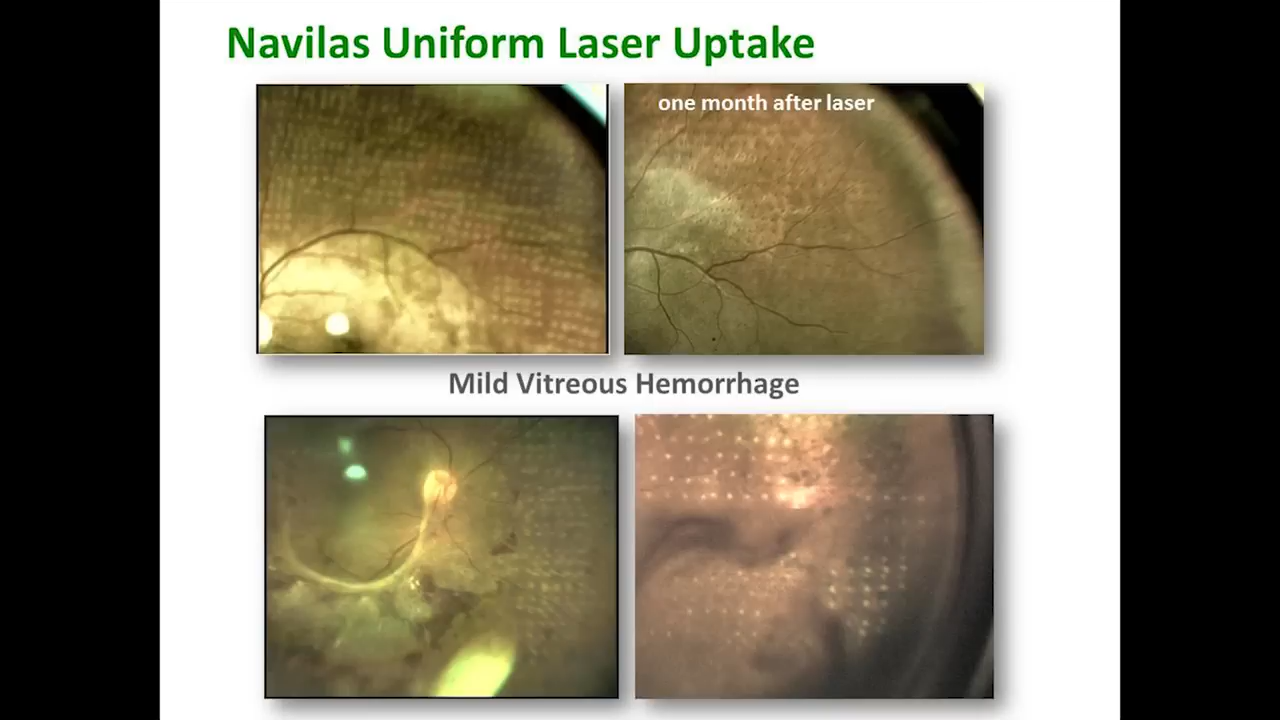 Navilas Uniform Laser Uptake
one month after laser
Mild Vitreous Hemorrhage